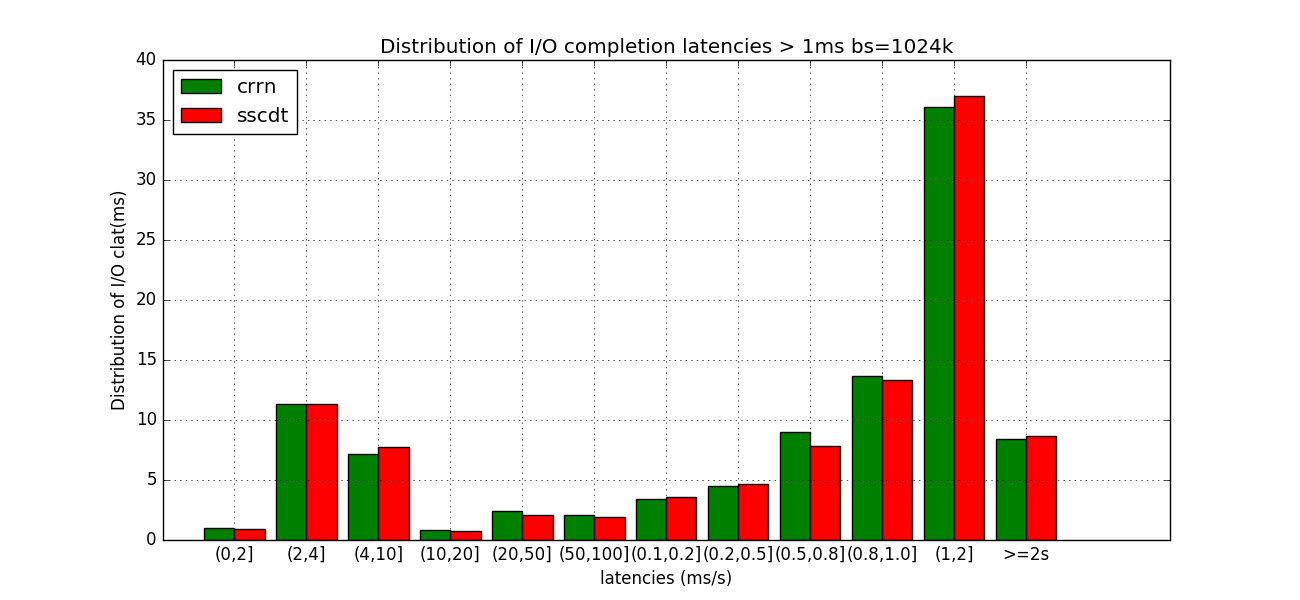 Distribution of I/O completion latencies > 1ms bs=1024k
crrn
sscdt
Distribution of I/O clat(ms)
40
35
30
25
20
15
10
5
0
(0,2] (2,4] (4,10] (10,20] (20,50] (50,100] (0.1,0.2] (0.2,0.5] (0.5,0.8] (0.8,1.0] (1,2] >=2s
latencies (ms/s)